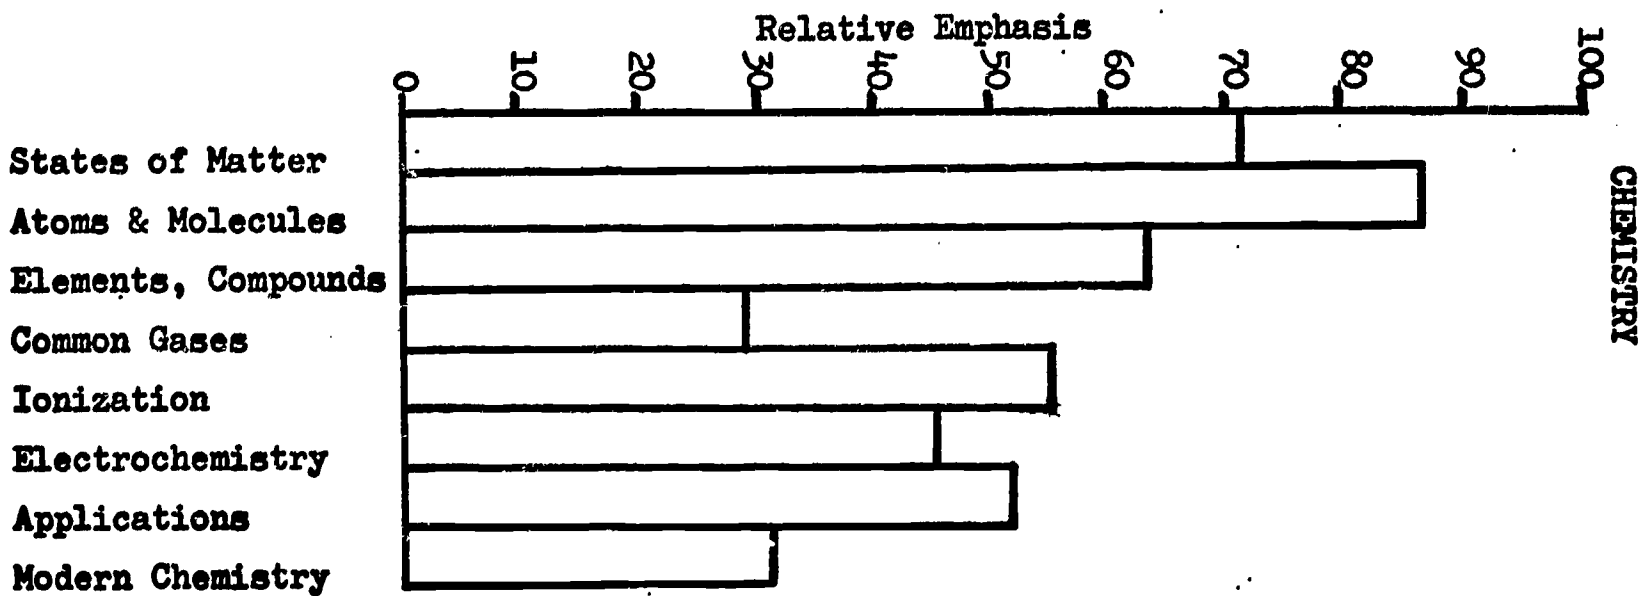 Relative Emphasis
0 10 20 30 40 50 60 70 80 90 100
States of Matter
Atoms & Molecules
Elements, Compounds
Common Gases
Ionization
Electrochemistry
Applications
Modern Chemistry
CHEMISTRY